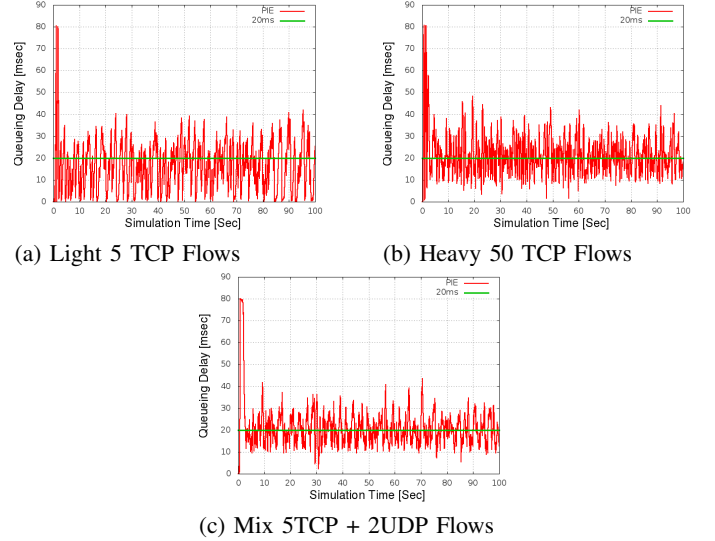 PIE
20ms
90
80
70
60
50
40
30
20
10
0
Queueing Delay [msec]
0 10 20 30 40 50 60 70 80 90 100
Simulation Time [Sec]
(a) Light 5 TCP Flows
PIE
20ms
90
80
70
60
50
40
30
20
10
0
Queueing Delay [msec]
0 10 20 30 40 50 60 70 80 90 100
Simulation Time [Sec]
(b) Heavy 50 TCP Flows
PIE
20ms
90
80
70
60
50
40
30
20
10
0
Queueing Delay [msec]
0 10 20 30 40 50 60 70 80 90 100
Simulation Time [Sec]
(c) Mix 5TCP + 2UDP Flows